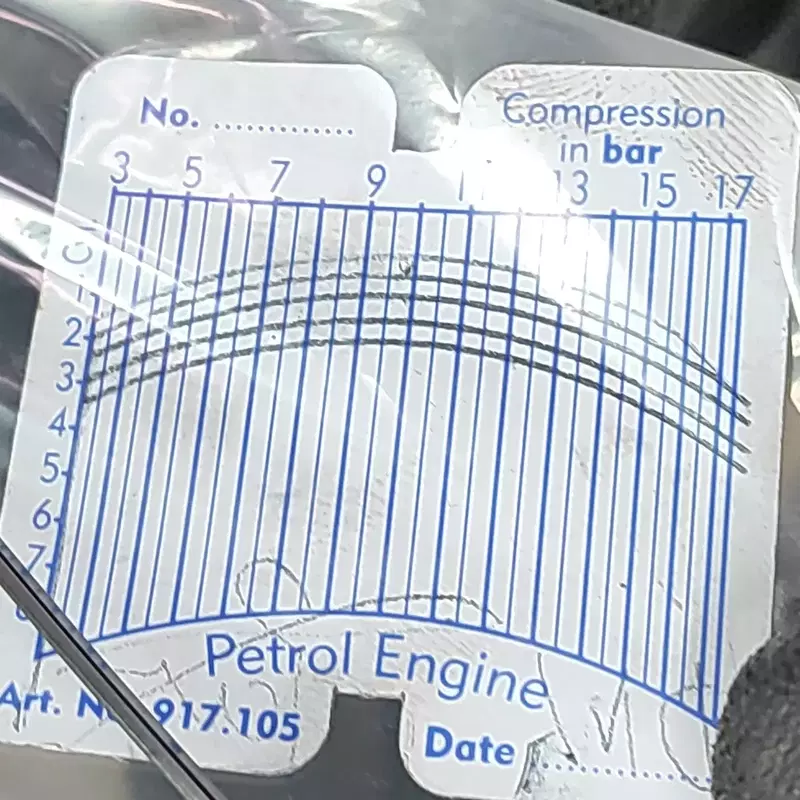 No. ....................
Compression
in bar
3 5 7 9 13 15 17
2
3
4
5
6
7
Petrol Engine
Art. N 917.105
Date ....................